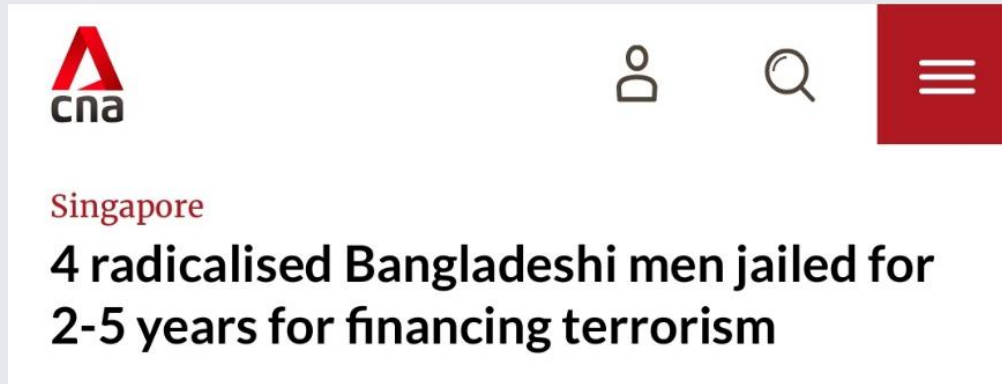 cna
Singapore
4 radicalised Bangladeshi men jailed for
2-5 years for financing terrorism